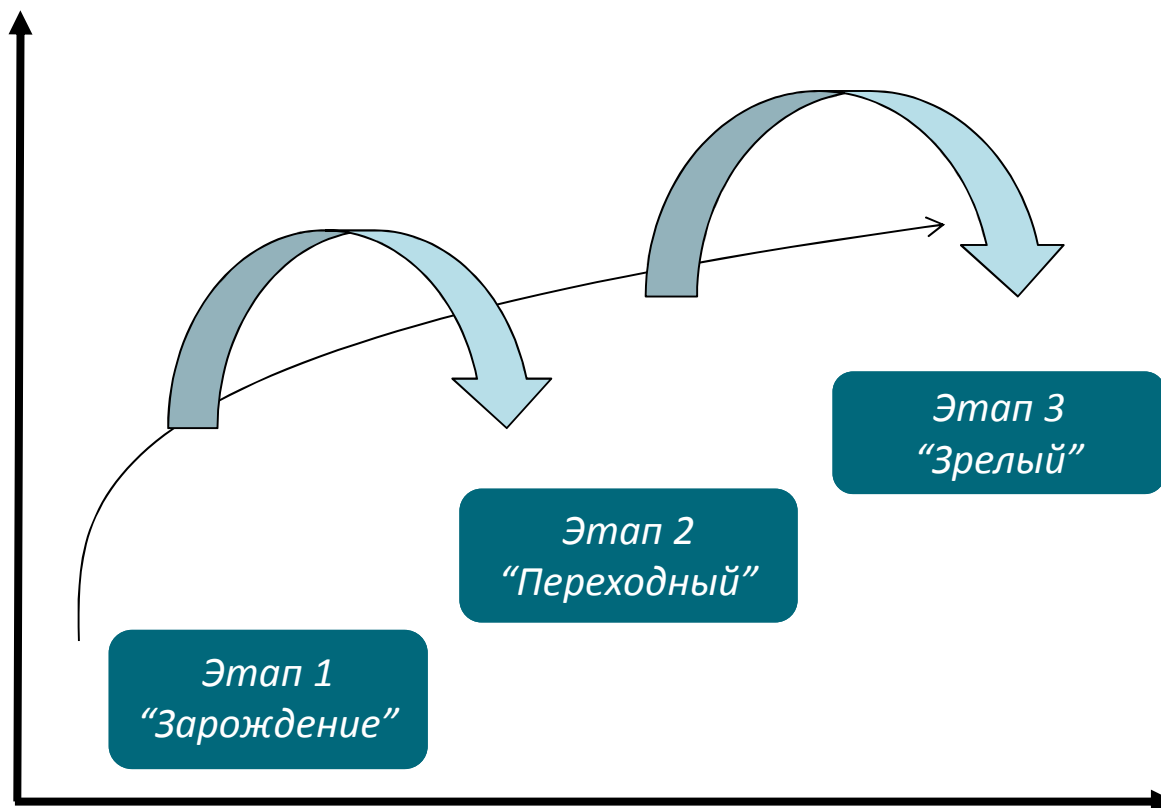 Этап 3
“Зрелый”
Этап 2
“Переходный”
Этап 1
“Зарождение”